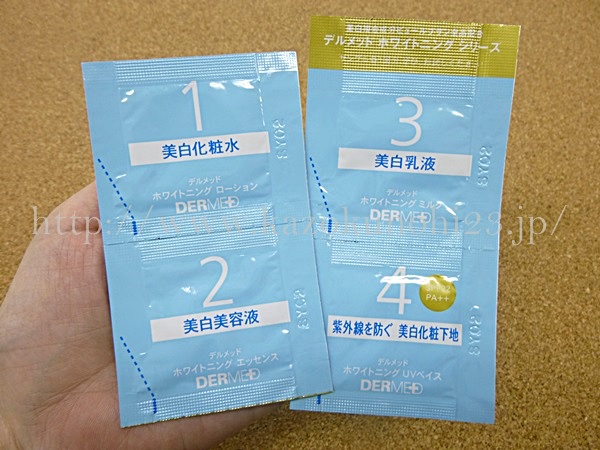 1
美白化粧水
デルメッド
ホワイトニング ローション
DERMED
2
美白美容液
デルメッド
ホワイトニング エッセンス
DERMED
デルメッド ホワイトニング シリーズ
3
美白乳液
デルメッド
ホワイトニング ミルク
DERMED
4
PA++
紫外線を防ぐ 美白化粧下地
デルメッド
ホワイトニング UVベイス
DERMED